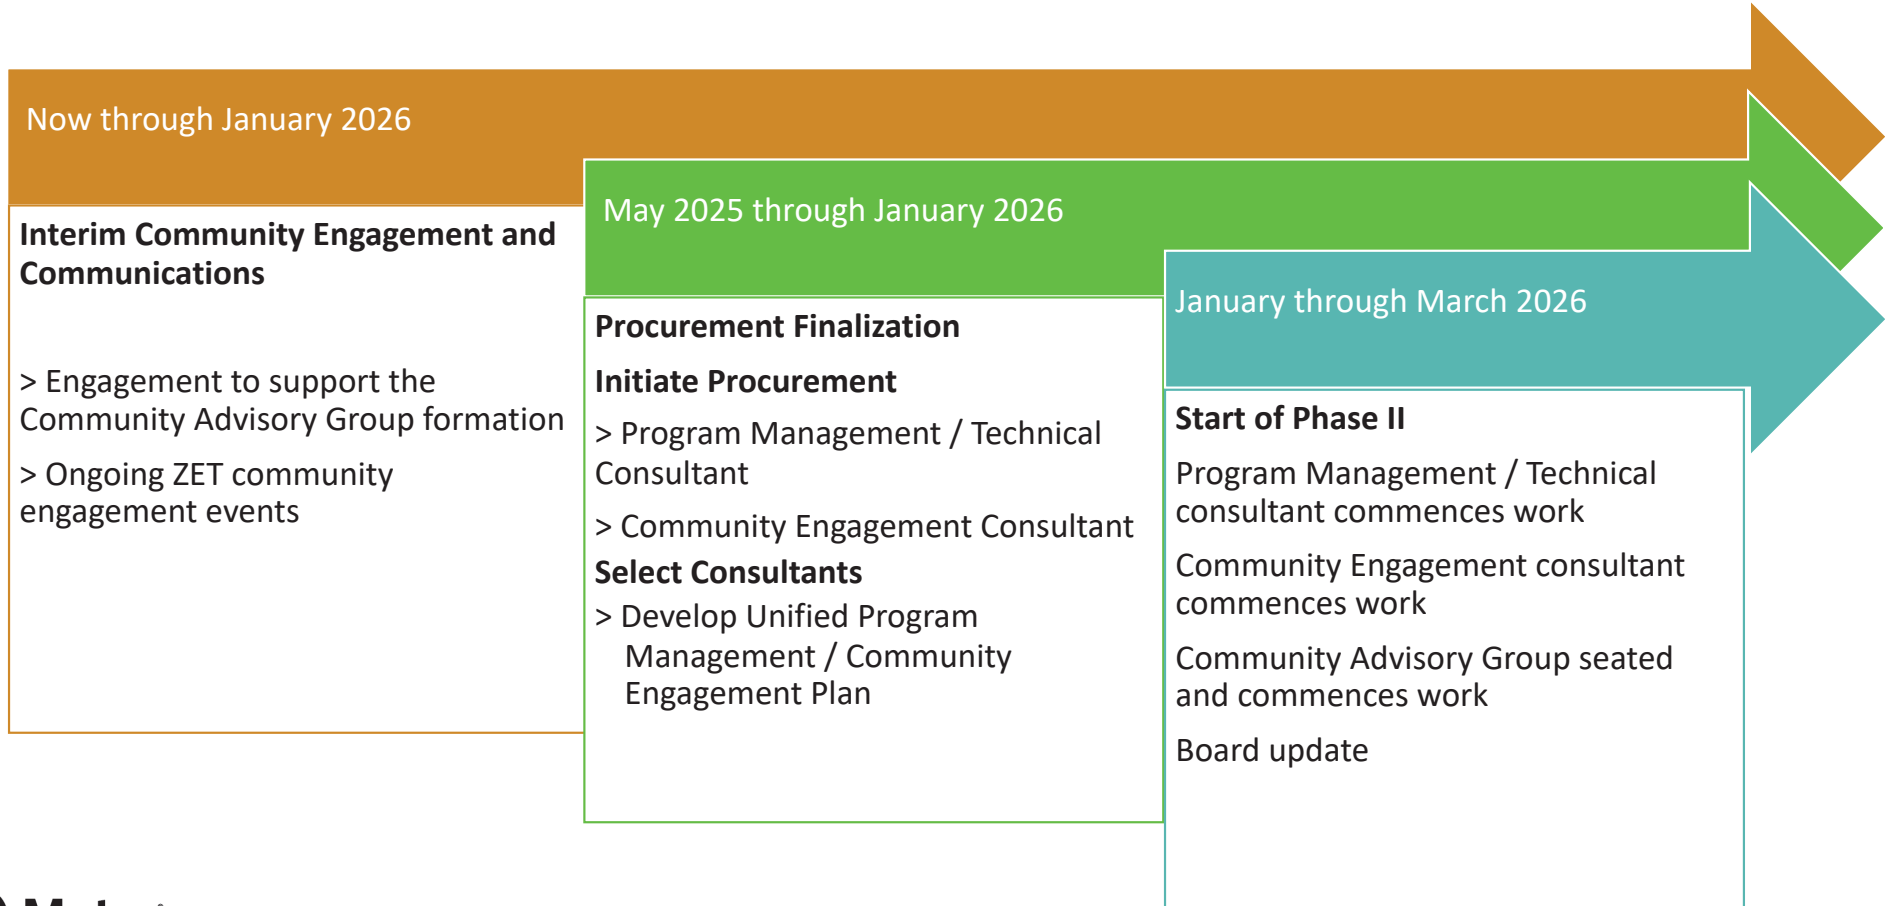 Now through January 2026
Interim Community Engagement and
Communications
> Engagement to support the
Community Advisory Group formation
> Ongoing ZET community
engagement events
May 2025 through January 2026
Procurement Finalization
Initiate Procurement
> Program Management / Technical
Consultant
> Community Engagement Consultant
Select Consultants
> Develop Unified Program
Management / Community
Engagement Plan
January through March 2026
Start of Phase II
Program Management / Technical
consultant commences work
Community Engagement consultant
commences work
Community Advisory Group seated
and commences work
Board update